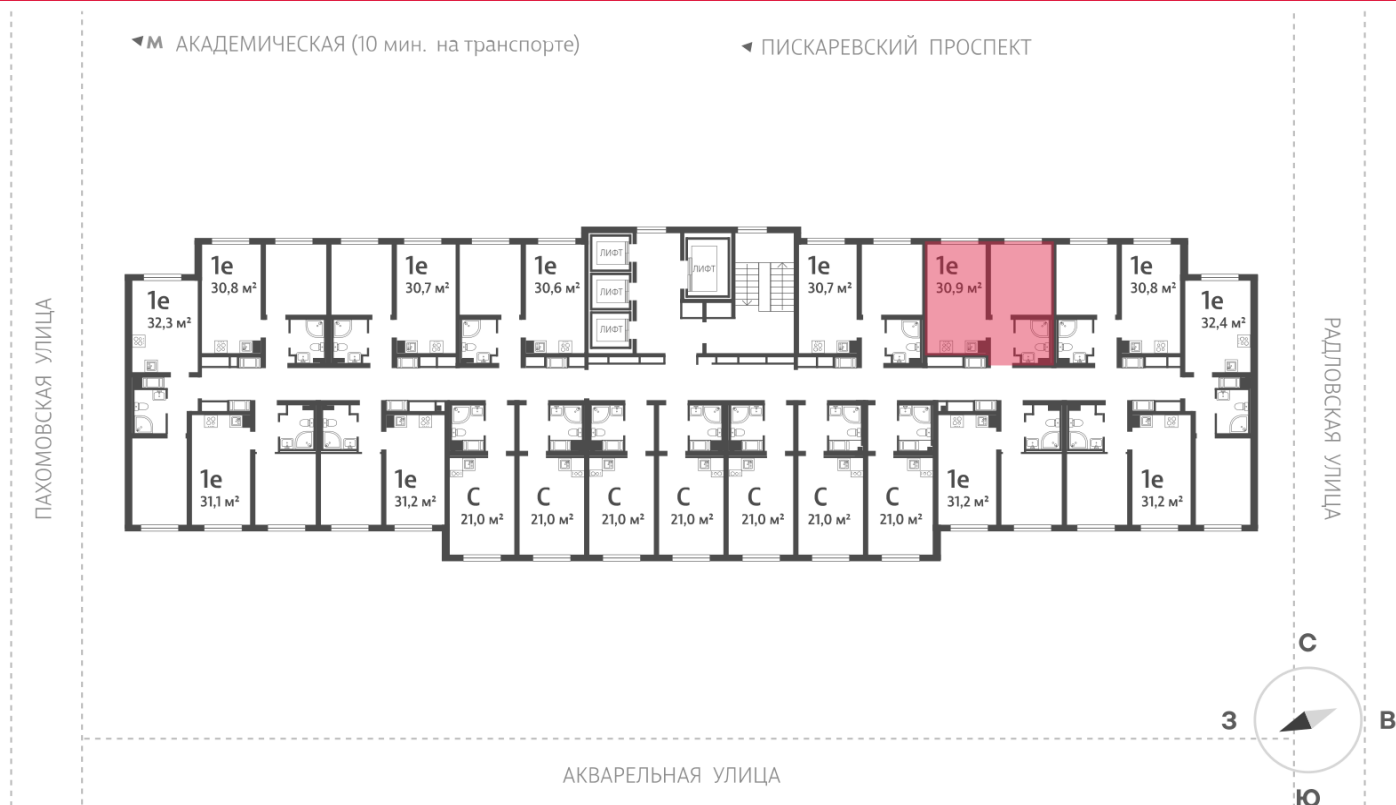 М АКАДЕМИЧЕСКАЯ (10 мин. на транспорте)
ПИСКАРЕВСКИЙ ПРОСПЕКТ
ПАХОМОВСКАЯ УЛИЦА
1е
32,3 м²
1е
30,8 м²
1е
30,7 м²
1е
30,6 м²
ЛИФТ
ЛИФТ
ЛИФТ
ЛИФТ
1е
30,7 м²
1е
30,9 м²
1е
30,8 м²
1е
32,4 м²
РАДЛОВСКАЯ УЛИЦА
1е
31,1 м²
1е
31,2 м²
С
21,0 м²
С
21,0 м²
С
21,0 м²
С
21,0 м²
С
21,0 м²
С
21,0 м²
С
21,0 м²
1е
31,2 м²
1е
31,2 м²
С
З
В
Ю
АКВАРЕЛЬНАЯ УЛИЦА